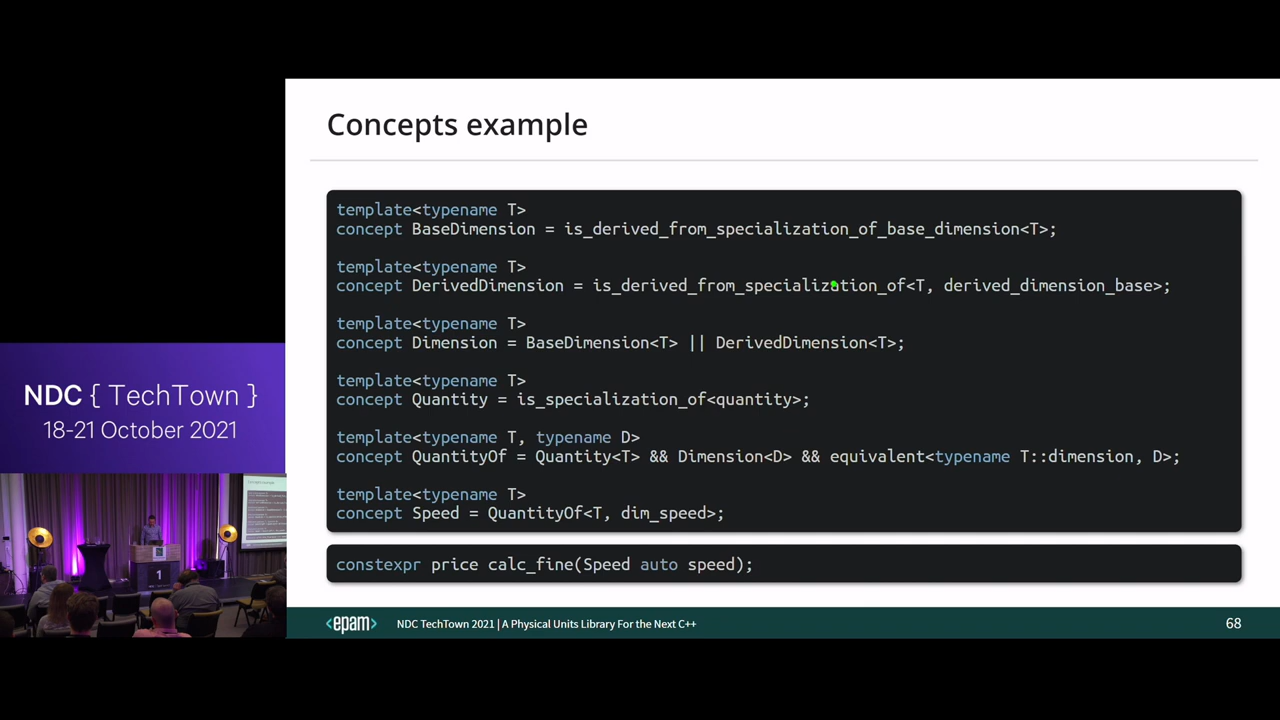 Concepts example
template<typename T>
concept BaseDimension = is_derived_from_specialization_of_base_dimension<T>;
template<typename T>
concept DerivedDimension = is_derived_from_specialization_of<T, derived_dimension_base>;
template<typename T>
concept Dimension = BaseDimension<T> || DerivedDimension<T>;
template<typename T>
concept Quantity = is_specialization_of<quantity>;
template<typename T, typename D>
concept QuantityOf = Quantity<T> && Dimension<D> && equivalent<typename T::dimension, D>;
template<typename T>
concept Speed = QuantityOf<T, dim_speed>;
constexpr price calc_fine(Speed auto speed);
NDC { TechTown }
18-21 October 2021
1
<epam>
NDC TechTown 2021 | A Physical Units Library For the Next C++
68